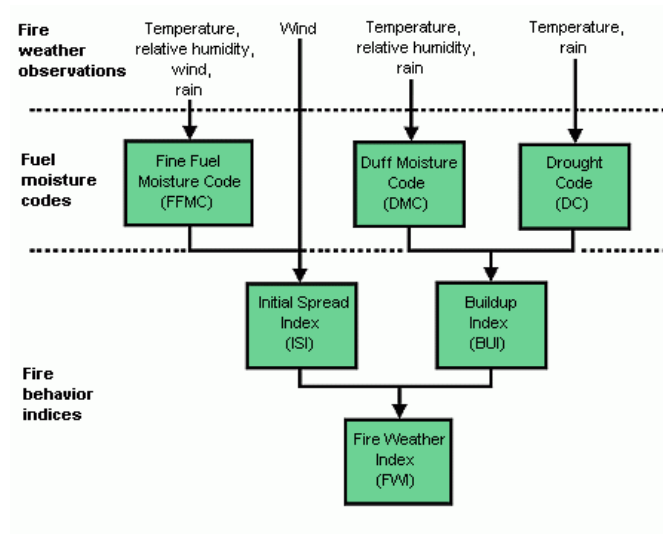 Fire
weather
observations
Temperature,
relative humidity,
wind,
rain
Wind
Temperature,
relative humidity,
rain
Temperature,
rain
Fuel
moisture
codes
Fine Fuel
Moisture Code
(FFMC)
Duff Moisture
Code
(DMC)
Drought
Code
(DC)
Fire
behavior
indices
Initial Spread
Index
(ISI)
Buildup
Index
(BUI)
Fire Weather
Index
(FWI)